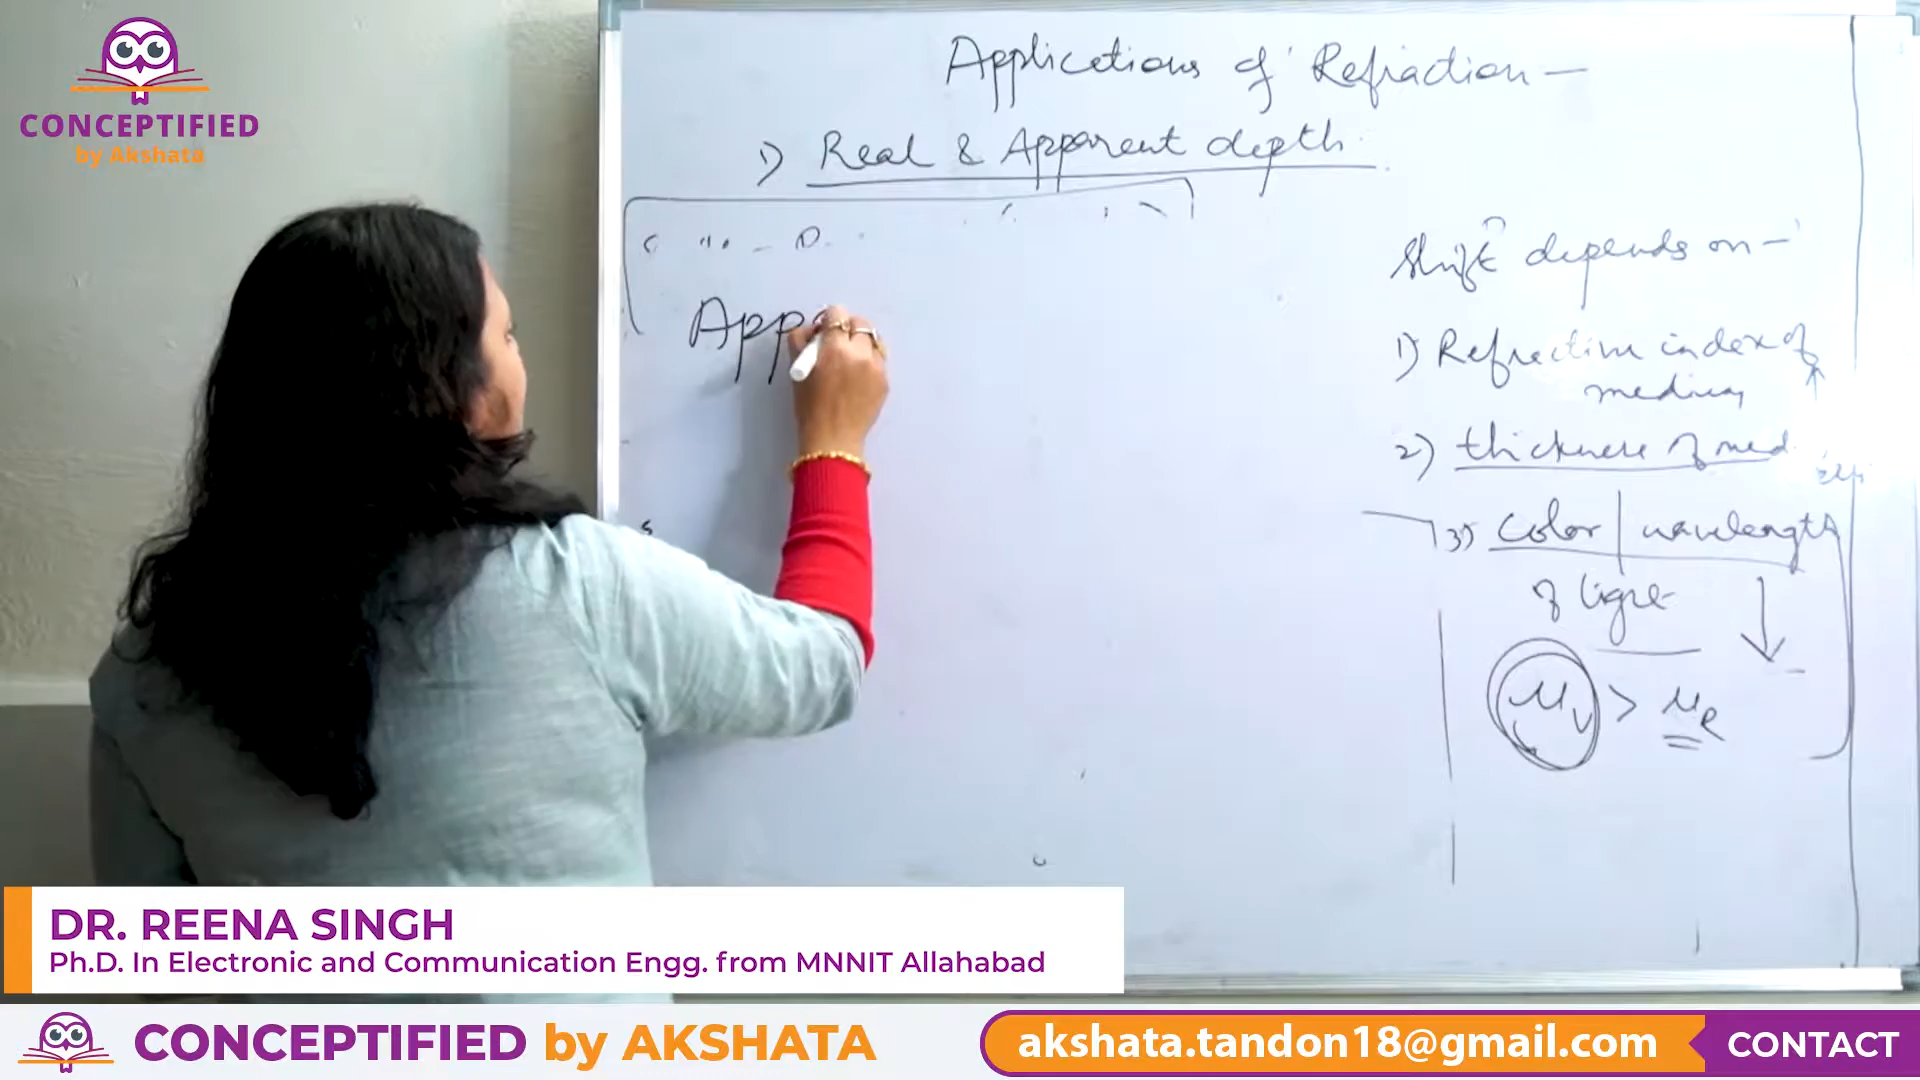 CONCEPTIFIED
by Akshata
Applications of Refraction -
1) Real & Apparent depth
App
Shift depends on -
1) Refractive index of
medium
2) thickness of med
3) Color | wavelength
of light
μV > μR
DR. REENA SINGH
Ph.D. In Electronic and Communication Engg. from MNNIT Allahabad
CONCEPTIFIED by AKSHATA
akshata.tandon18@gmail.com
CONTACT